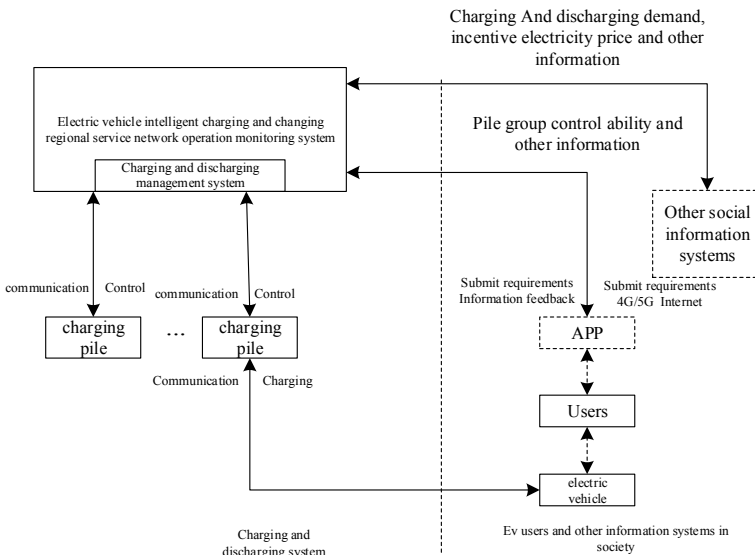 Charging And discharging demand,
incentive electricity price and other
information
Electric vehicle intelligent charging and changing
regional service network operation monitoring system
Charging and discharging
management system
Pile group control ability and
other information
Other social
information
systems
communication
Control
communication
Control
Submit requirements
Information feedback
Submit requirements
4G/5G Internet
charging
pile
...
charging
pile
APP
Communication
Charging
Users
electric
vehicle
Charging and
discharging system
Ev users and other information systems in
society